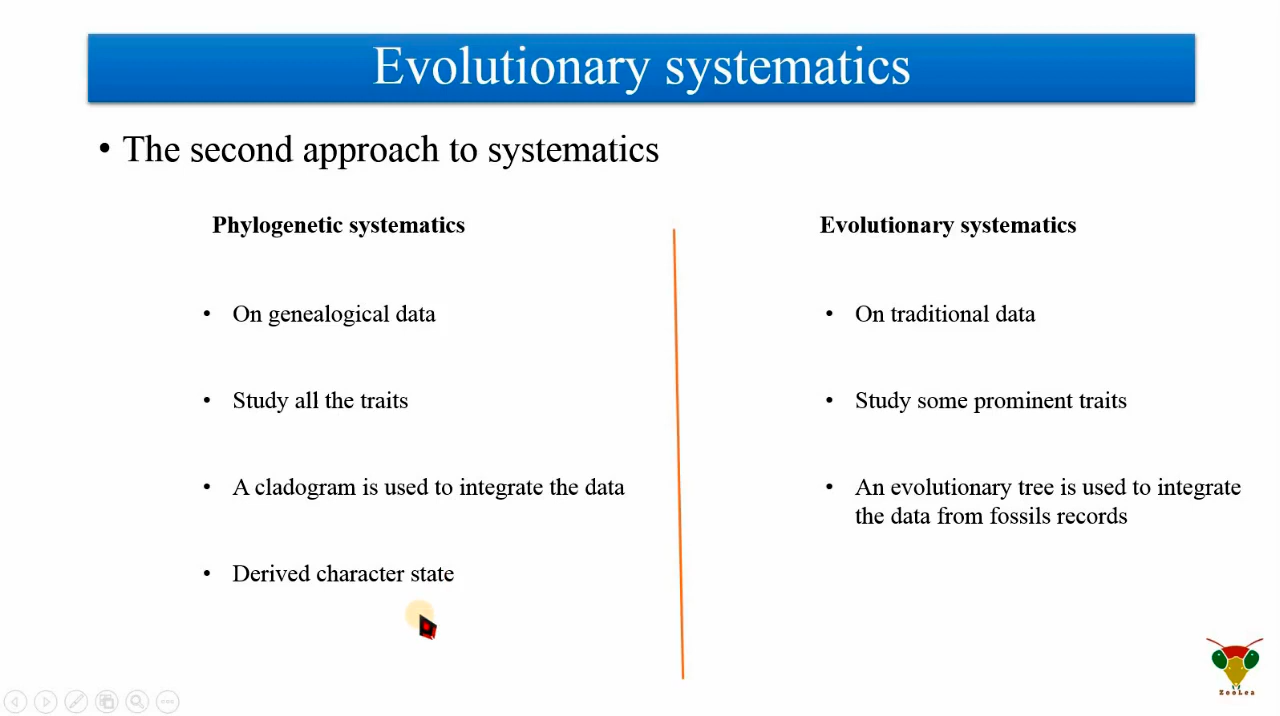 Evolutionary systematics
• The second approach to systematics
Phylogenetic systematics
• On genealogical data
• Study all the traits
• A cladogram is used to integrate the data
• Derived character state
Evolutionary systematics
• On traditional data
• Study some prominent traits
• An evolutionary tree is used to integrate
the data from fossils records
ZooLea